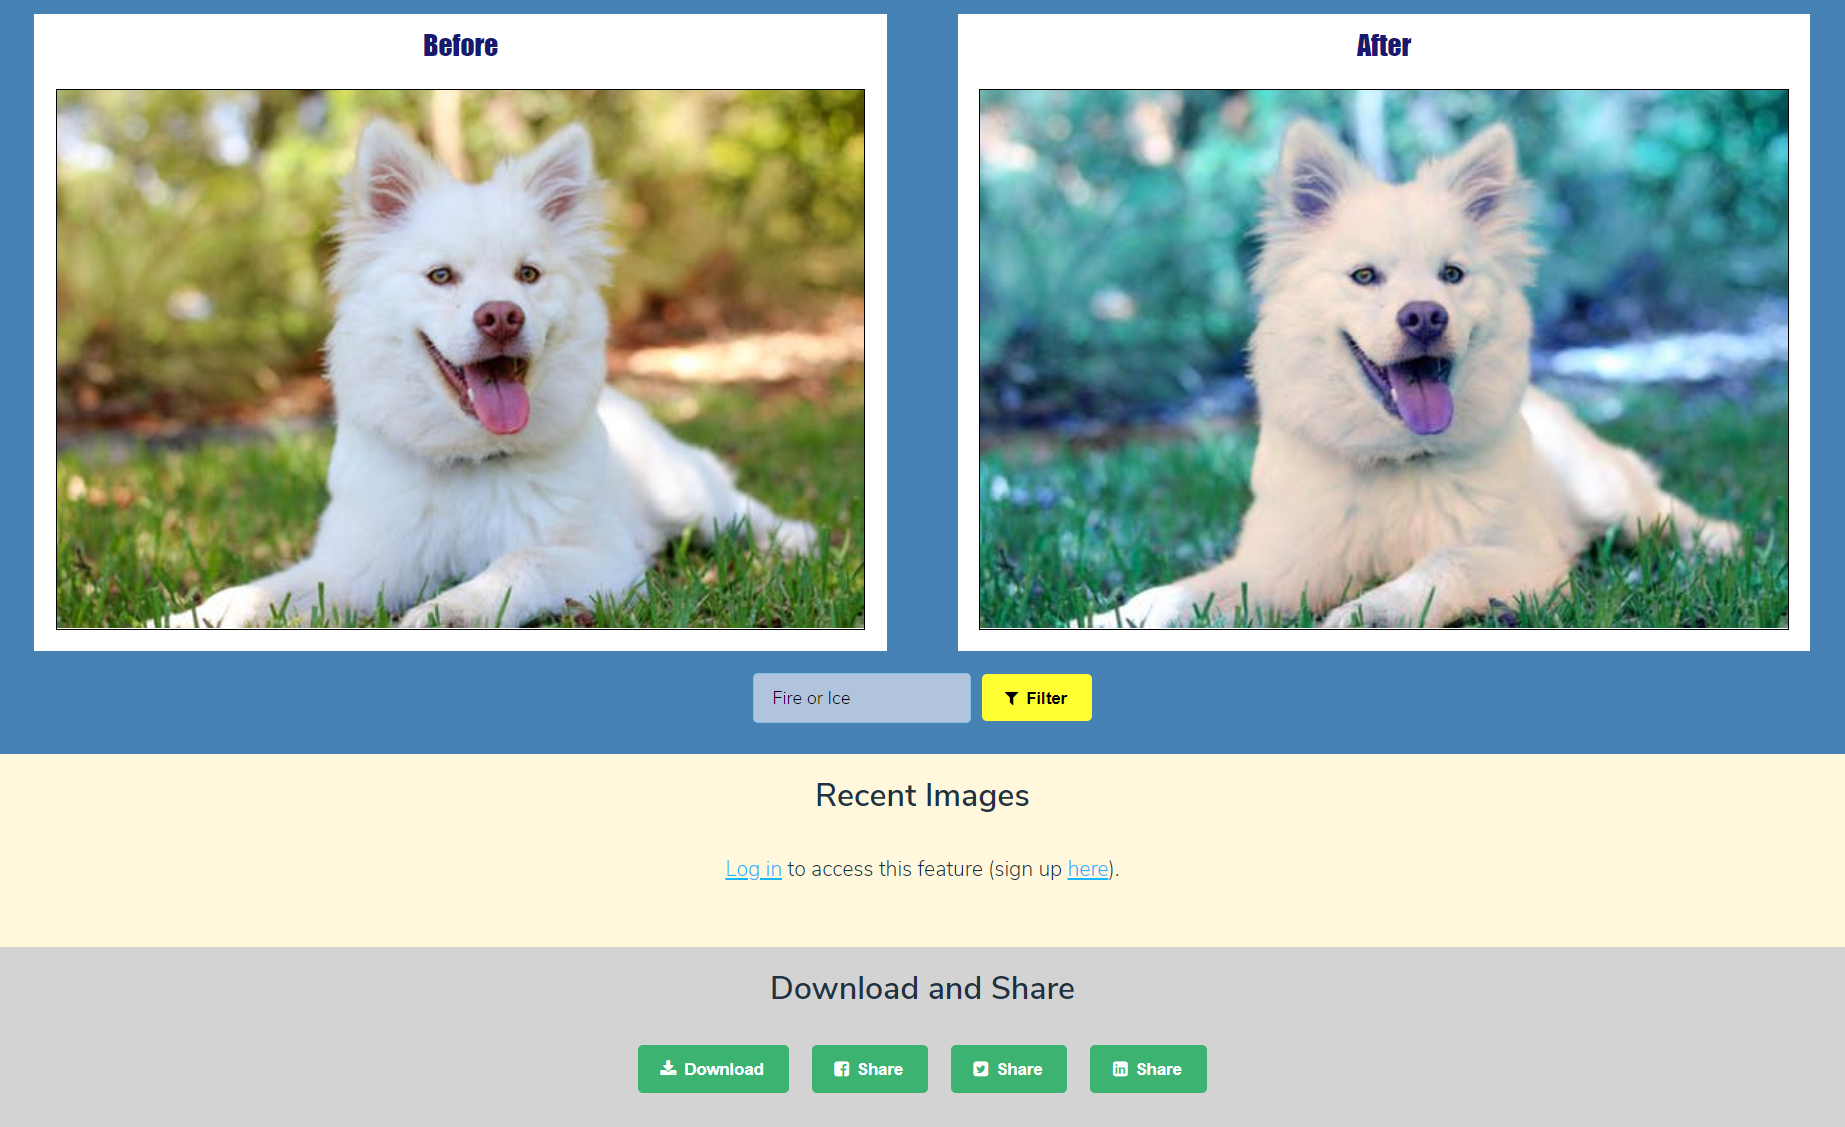 Before
After
Fire or Ice
Filter
Recent Images
Log in to access this feature (sign up here).
Download and Share
Download
Share
Share
Share